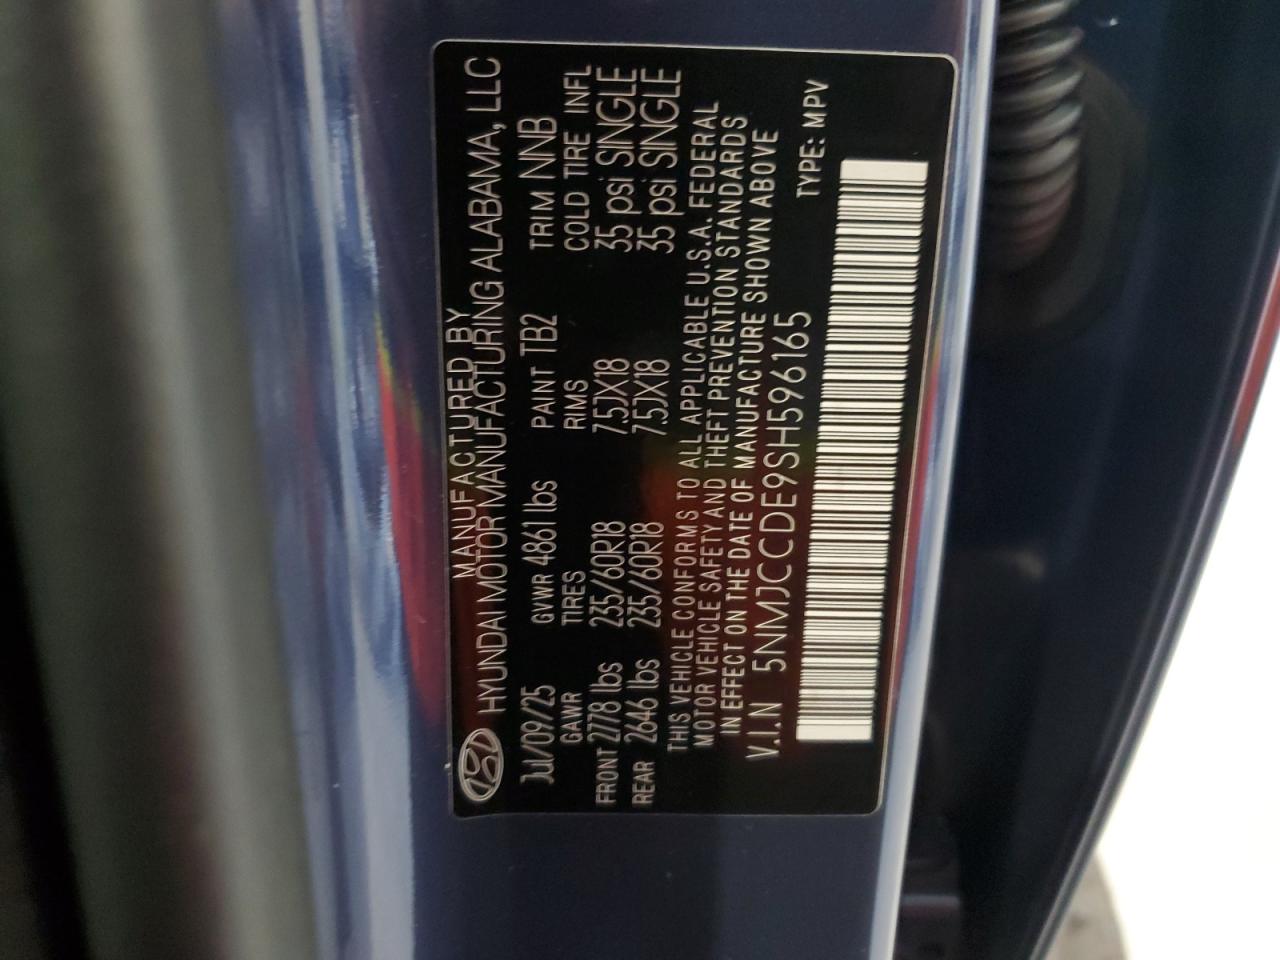 MANUFACTURED BY
HYUNDAI MOTOR MANUFACTURING ALABAMA, LLC
Jul/09/25 GVWR 4861 lbs PAINT TB2 TRIM NNB
GAWR TIRES RIMS COLD TIRE INFL
FRONT 2778 lbs 235/60R18 7.5JX18 35 psi SINGLE
REAR 2646 lbs 235/60R18 7.5JX18 35 psi SINGLE
THIS VEHICLE CONFORMS TO ALL APPLICABLE U.S.A. FEDERAL
MOTOR VEHICLE SAFETY AND THEFT PREVENTION STANDARDS
IN EFFECT ON THE DATE OF MANUFACTURE SHOWN ABOVE
V.I.N 5NMJCCDE9SH596165
TYPE: MPV